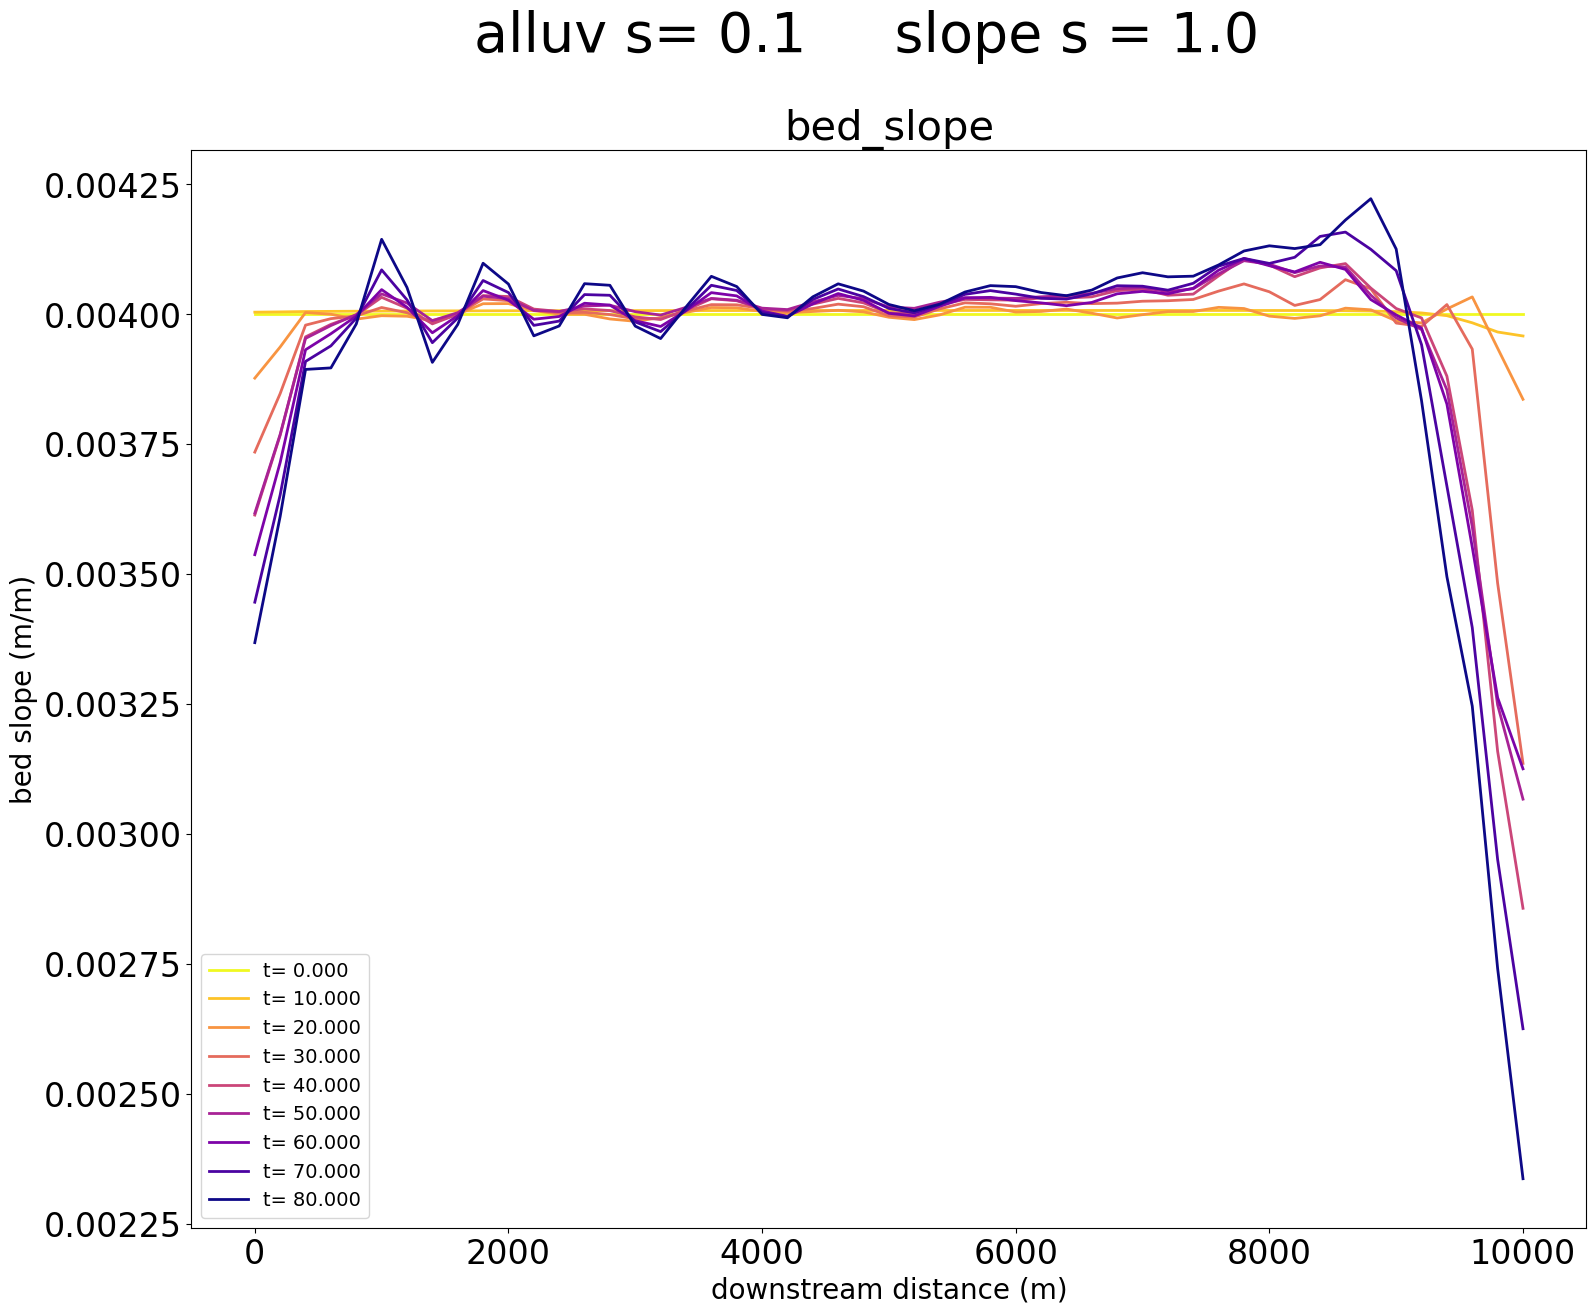 alluv s= 0.1     slope s = 1.0
bed_slope
0.00425
0.00400
0.00375
0.00350
0.00325
0.00300
0.00275
0.00250
0.00225
bed slope (m/m)
t= 0.000
t= 10.000
t= 20.000
t= 30.000
t= 40.000
t= 50.000
t= 60.000
t= 70.000
t= 80.000
0 2000 4000 6000 8000 10000
downstream distance (m)